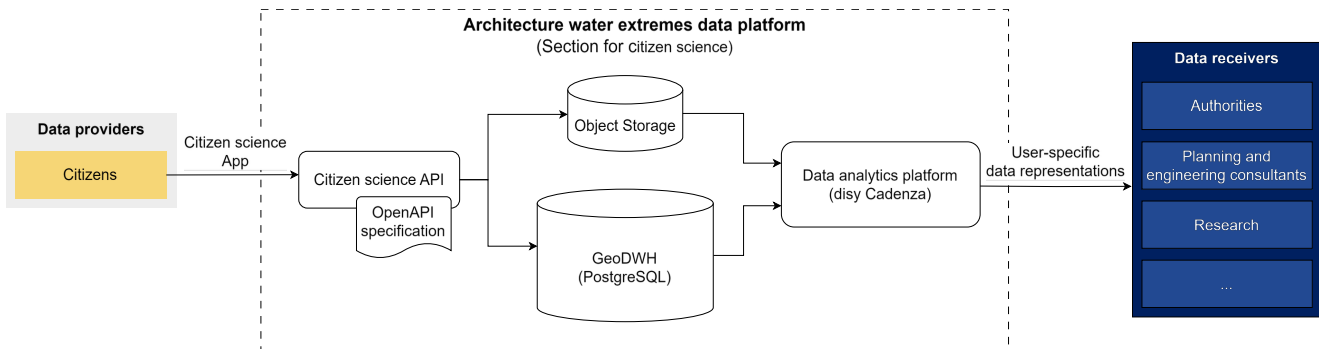 Architecture water extremes data platform
(Section for citizen science)
Data providers
Citizens
Citizen science
App
Citizen science API
OpenAPI
specification
Object Storage
GeoDWH
(PostgreSQL)
Data analytics platform
(disy Cadenza)
User-specific
data representations
Data receivers
Authorities
Planning and
engineering consultants
Research
...